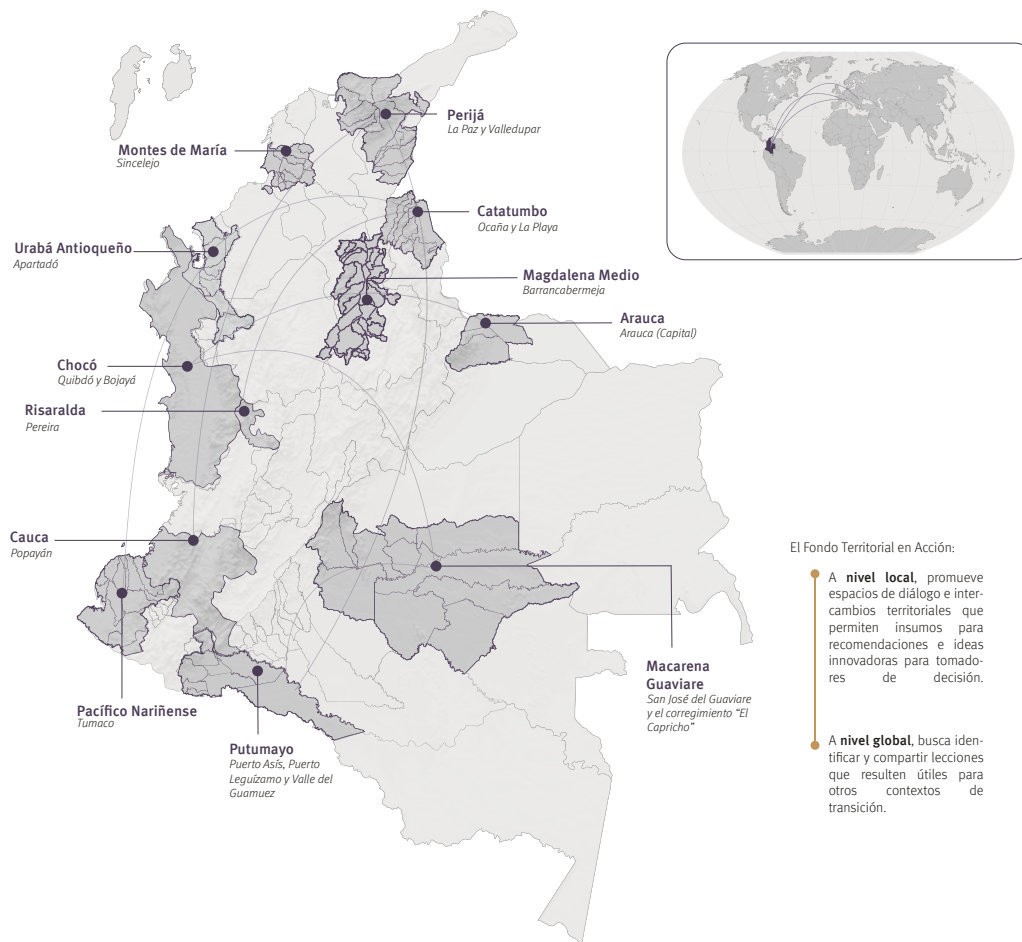 Perijá
La Paz y Valledupar
Montes de María
Sincelejo
Catatumbo
Ocaña y La Playa
Urabá Antioqueño
Apartadó
Magdalena Medio
Barrancabermeja
Arauca
Arauca (Capital)
Chocó
Quibdó y Bojayá
Risaralda
Pereira
Cauca
Popayán
Pacífico Nariñense
Tumaco
Putumayo
Puerto Asís, Puerto
Leguízamo y Valle del
Guamuez
Macarena
Guaviare
San José del Guaviare
y el corregimiento “El
Capricho”
El Fondo Territorial en Acción:
A nivel local, promueve
espacios de diálogo e inter-
cambios territoriales que
permiten insumos para
recomendaciones e ideas
innovadoras para tomado-
res de decisión.
A nivel global, busca iden-
tificar y compartir lecciones
que resulten útiles para
otros contextos de
transición.